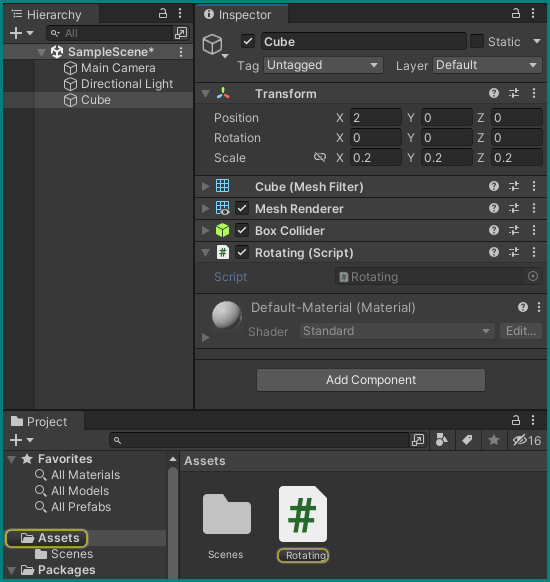 Hierarchy
All
SampleScene*
Main Camera
Directional Light
Cube
Inspector
Cube
Static
Tag Untagged Layer Default
Transform
Position X 2 Y 0 Z 0
Rotation X 0 Y 0 Z 0
Scale X 0.2 Y 0.2 Z 0.2
Cube (Mesh Filter)
Mesh Renderer
Box Collider
# Rotating (Script)
Script # Rotating
Default-Material (Material)
Shader Standard Edit...
Add Component
Project
16
Favorites
All Materials
All Models
All Prefabs
Assets
Scenes
Packages
Assets
#
Scenes Rotating